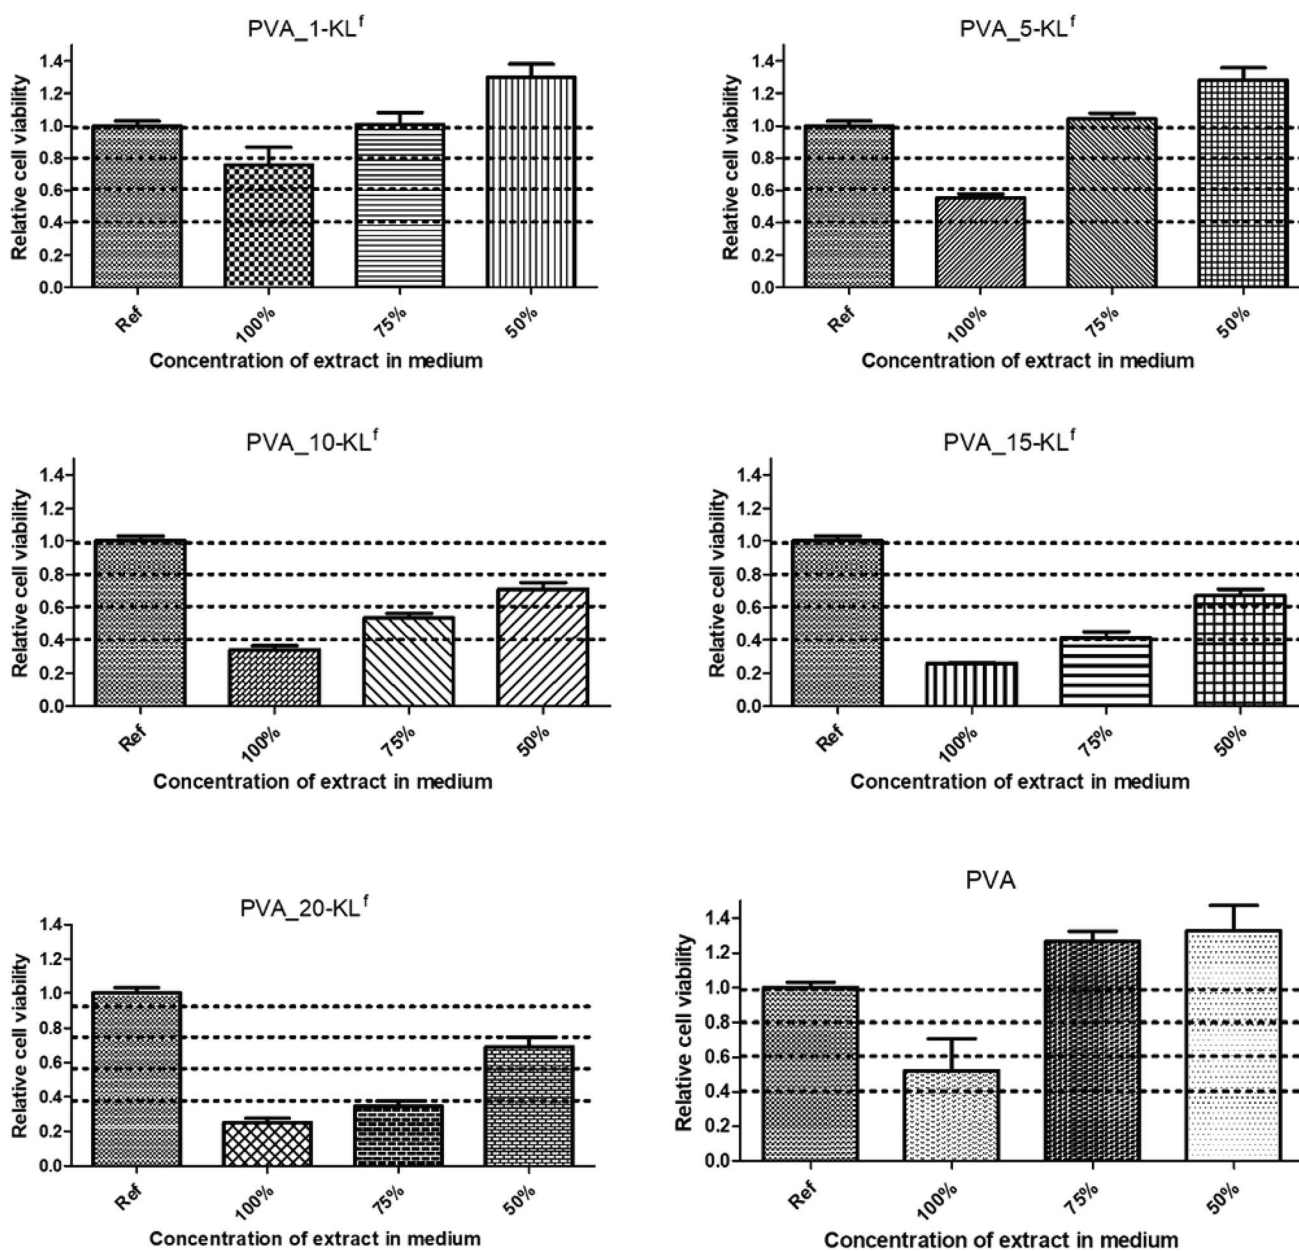 PVA_1-KLf
Relative cell viability
1.4
1.2
1.0
0.8
0.6
0.4
0.2
0.0
Ref
100%
75%
50%
Concentration of extract in medium
PVA_5-KLf
Relative cell viability
1.4
1.2
1.0
0.8
0.6
0.4
0.2
0.0
Ref
100%
75%
50%
Concentration of extract in medium
PVA_10-KLf
Relative cell viability
1.4
1.2
1.0
0.8
0.6
0.4
0.2
0.0
Ref
100%
75%
50%
Concentration of extract in medium
PVA_15-KLf
Relative cell viability
1.4
1.2
1.0
0.8
0.6
0.4
0.2
0.0
Ref
100%
75%
50%
Concentration of extract in medium
PVA_20-KLf
Relative cell viability
1.4
1.2
1.0
0.8
0.6
0.4
0.2
0.0
Ref
100%
75%
50%
Concentration of extract in medium
PVA
Relative cell viability
1.4
1.2
1.0
0.8
0.6
0.4
0.2
0.0
Ref
100%
75%
50%
Concentration of extract in medium